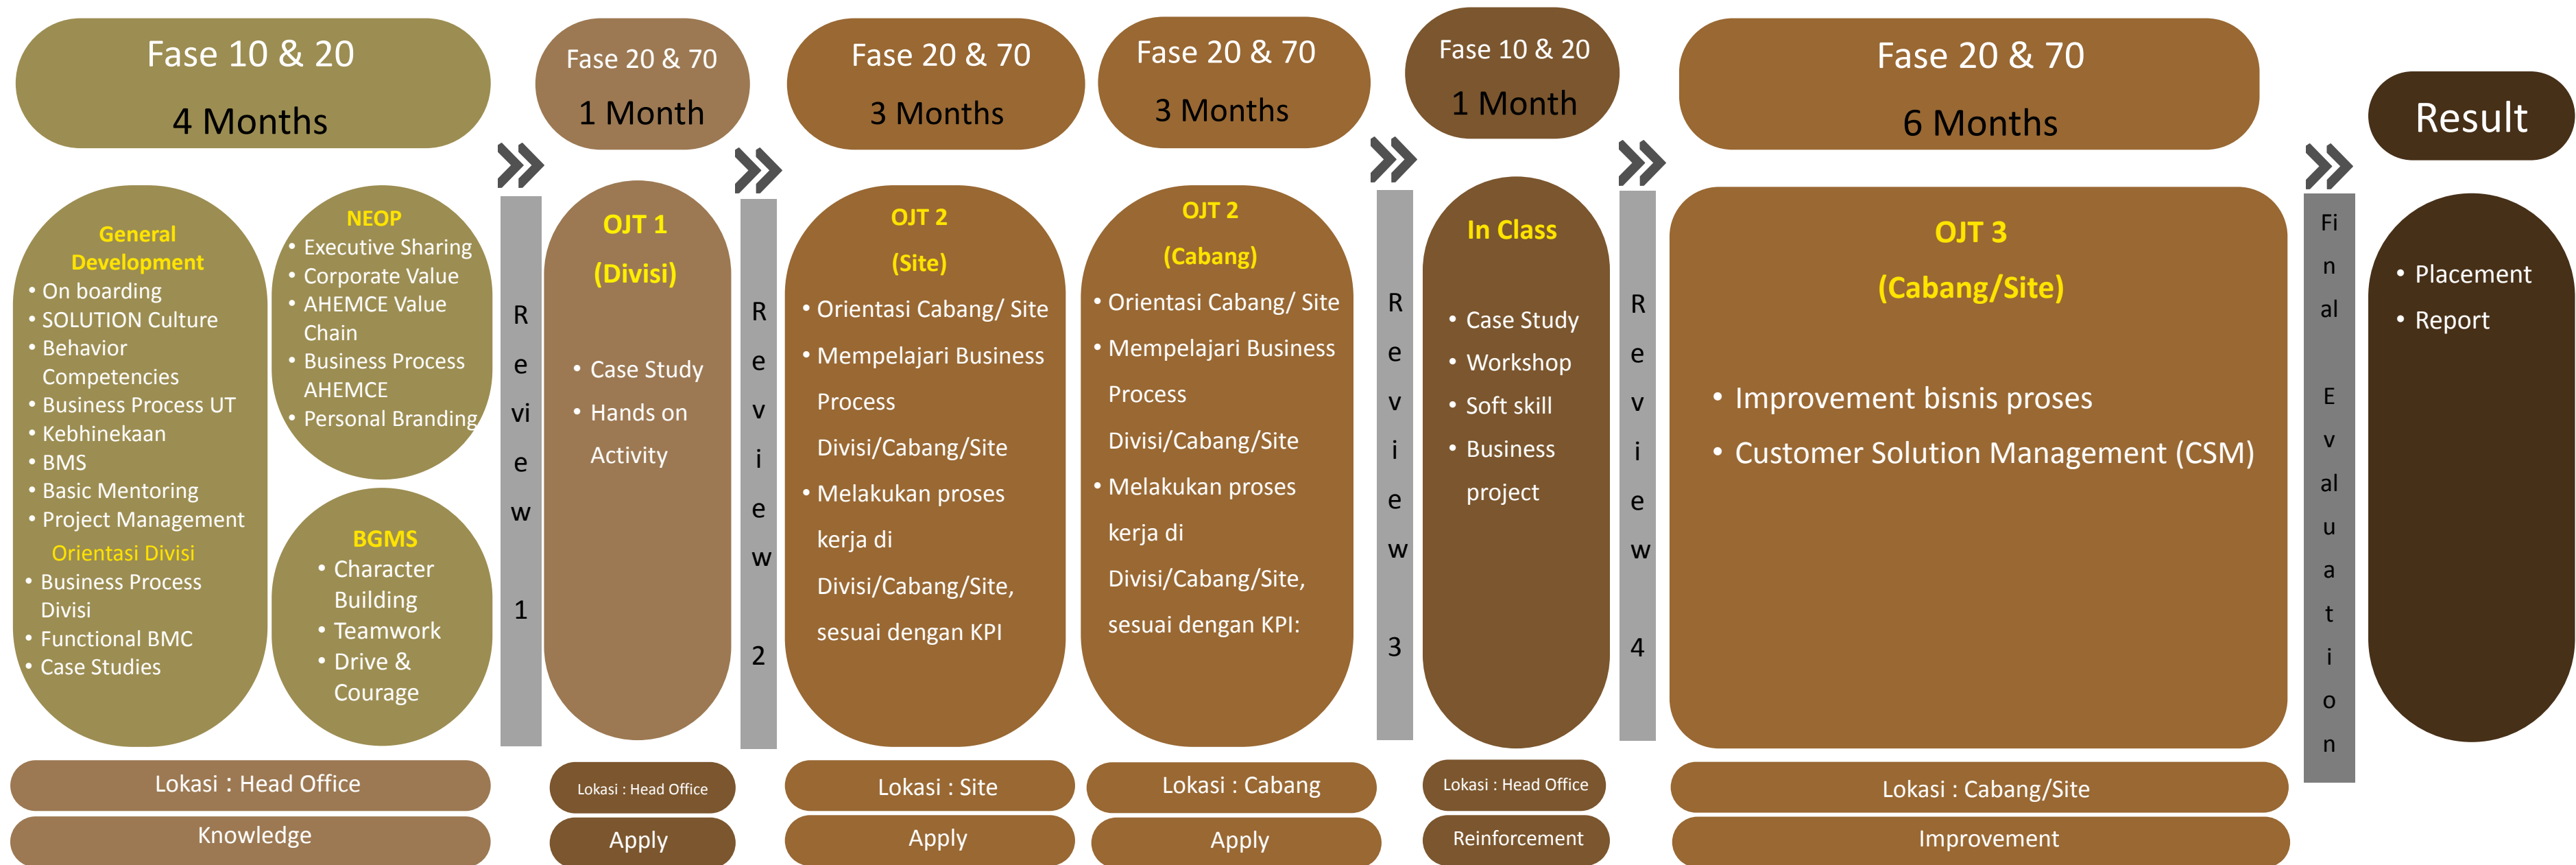 Fase 10 & 20
4 Months
Fase 20 & 70
1 Month
Fase 20 & 70
3 Months
Fase 20 & 70
3 Months
Fase 10 & 20
1 Month
Fase 20 & 70
6 Months
Result
General
Development
• On boarding
• SOLUTION Culture
• Behavior
Competencies
• Business Process UT
• Kebhinekaan
• BMS
• Basic Mentoring
• Project Management
Orientasi Divisi
• Business Process
Divisi
• Functional BMC
• Case Studies
NEOP
• Executive Sharing
• Corporate Value
• AHEMCE Value
Chain
• Business Process
AHEMCE
• Personal Branding
BGMS
• Character
Building
• Teamwork
• Drive &
Courage
R
e
vi
e
w
1
OJT 1
(Divisi)
• Case Study
• Hands on
Activity
R
e
v
i
e
w
2
OJT 2
(Site)
• Orientasi Cabang/ Site
• Mempelajari Business
Process
Divisi/Cabang/Site
• Melakukan proses
kerja di
Divisi/Cabang/Site,
sesuai dengan KPI
OJT 2
(Cabang)
• Orientasi Cabang/ Site
• Mempelajari Business
Process
Divisi/Cabang/Site
• Melakukan proses
kerja di
Divisi/Cabang/Site,
sesuai dengan KPI:
R
e
v
i
e
w
3
In Class
• Case Study
• Workshop
• Soft skill
• Business
project
R
e
v
i
e
w
4
OJT 3
(Cabang/Site)
• Improvement bisnis proses
• Customer Solution Management (CSM)
Fi
n
al
E
v
al
u
a
t
i
o
n
• Placement
• Report
Lokasi : Head Office
Lokasi : Head Office
Lokasi : Site
Lokasi : Cabang
Lokasi : Head Office
Lokasi : Cabang/Site
Knowledge
Apply
Apply
Apply
Reinforcement
Improvement